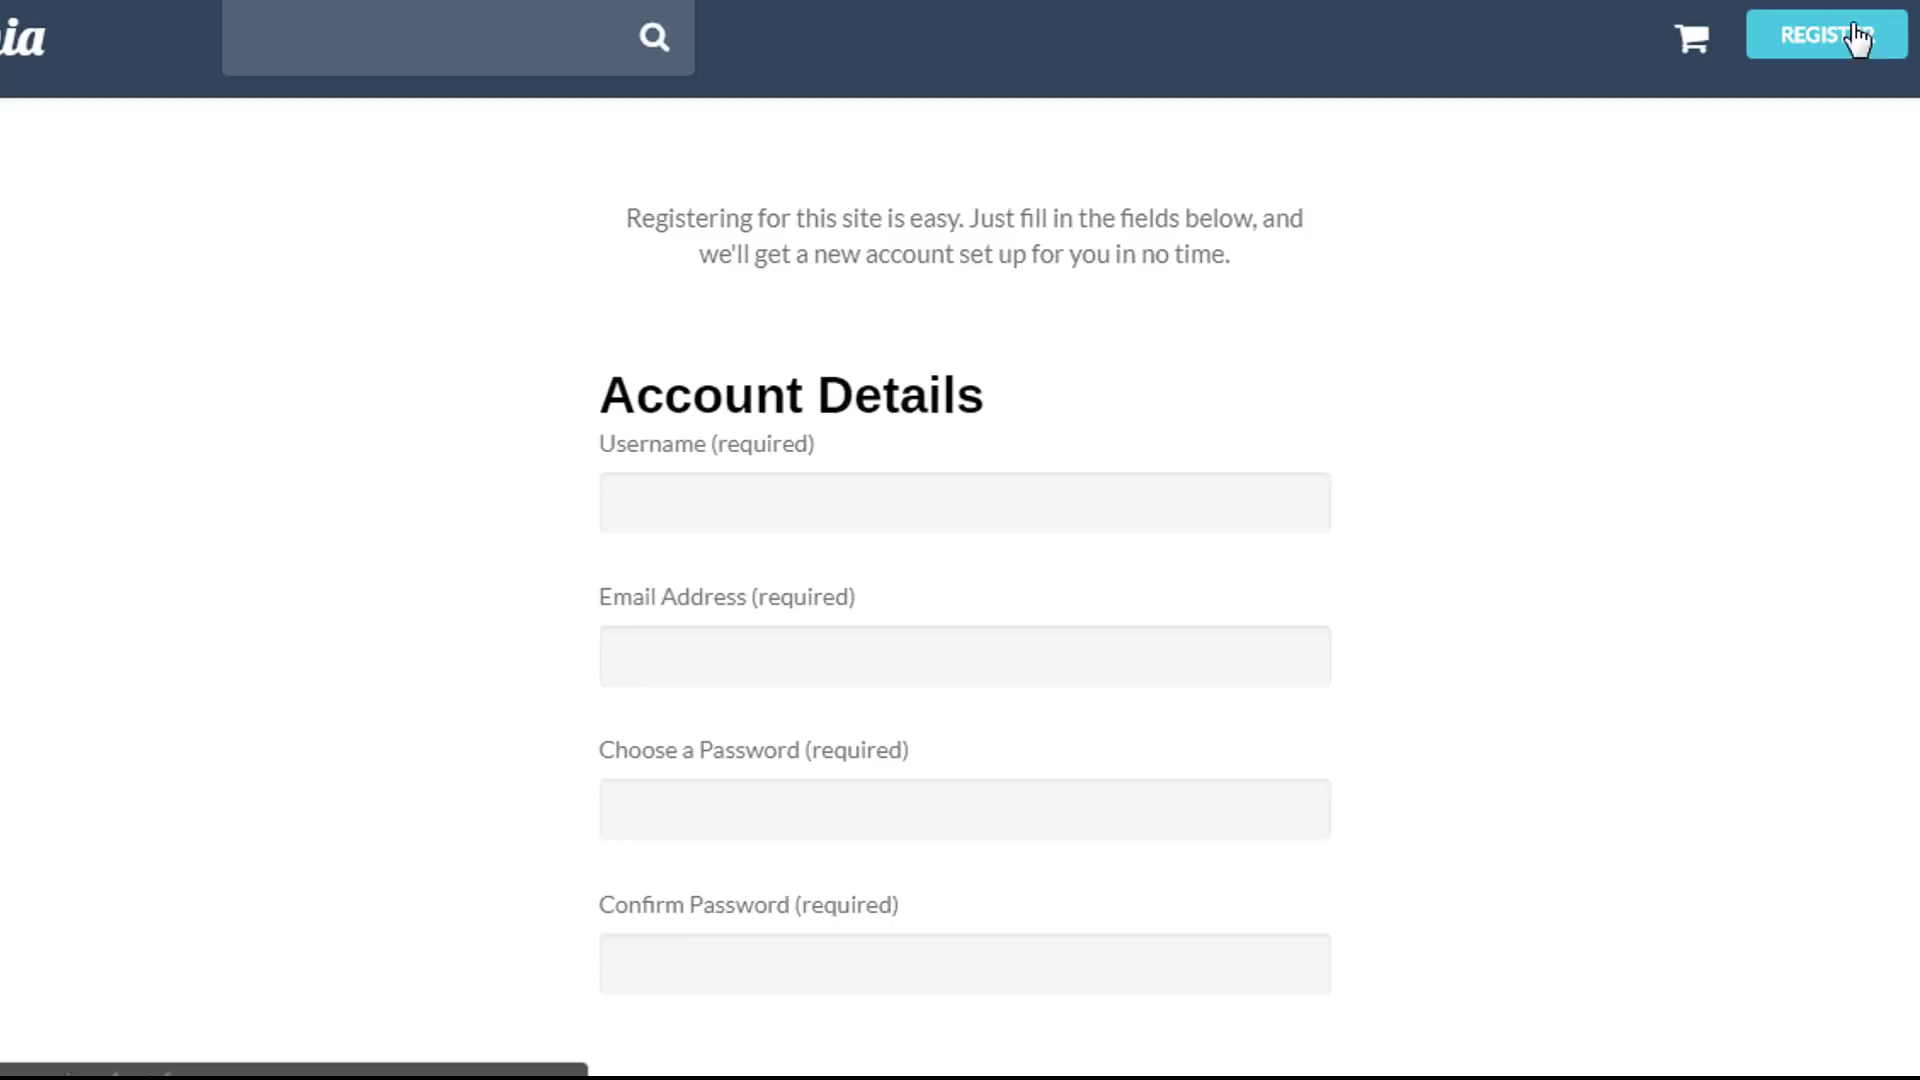 REGISTER
Registering for this site is easy. Just fill in the fields below, and
we'll get a new account set up for you in no time.
Account Details
Username (required)
Email Address (required)
Choose a Password (required)
Confirm Password (required)